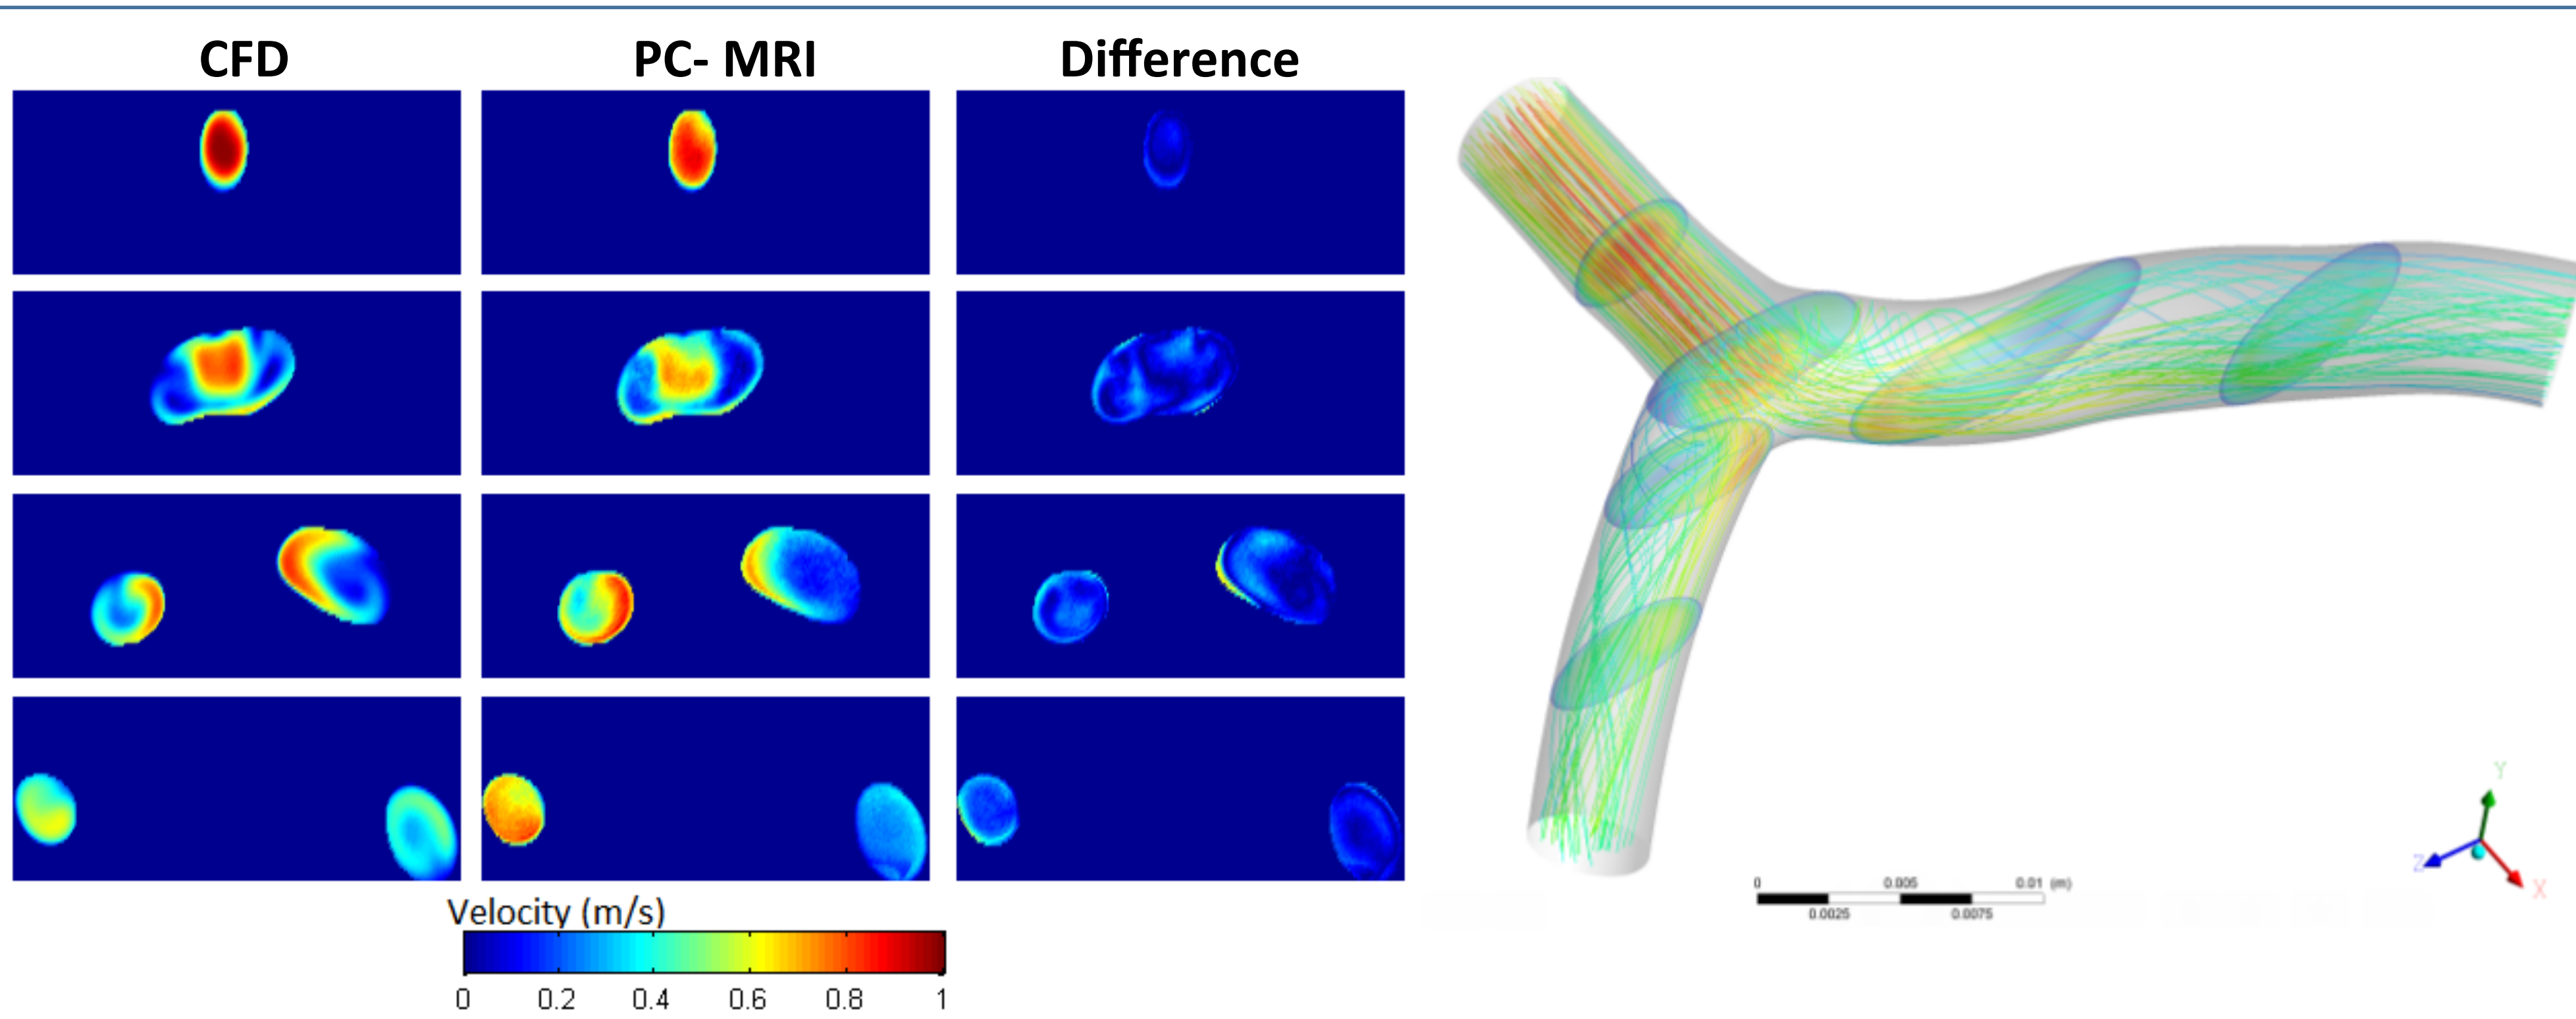 CFD
PC- MRI
Difference
Velocity (m/s)
0 0.2 0.4 0.6 0.8 1
0 0.005 0.01 (m)
0.0025 0.0075
Y
Z
X